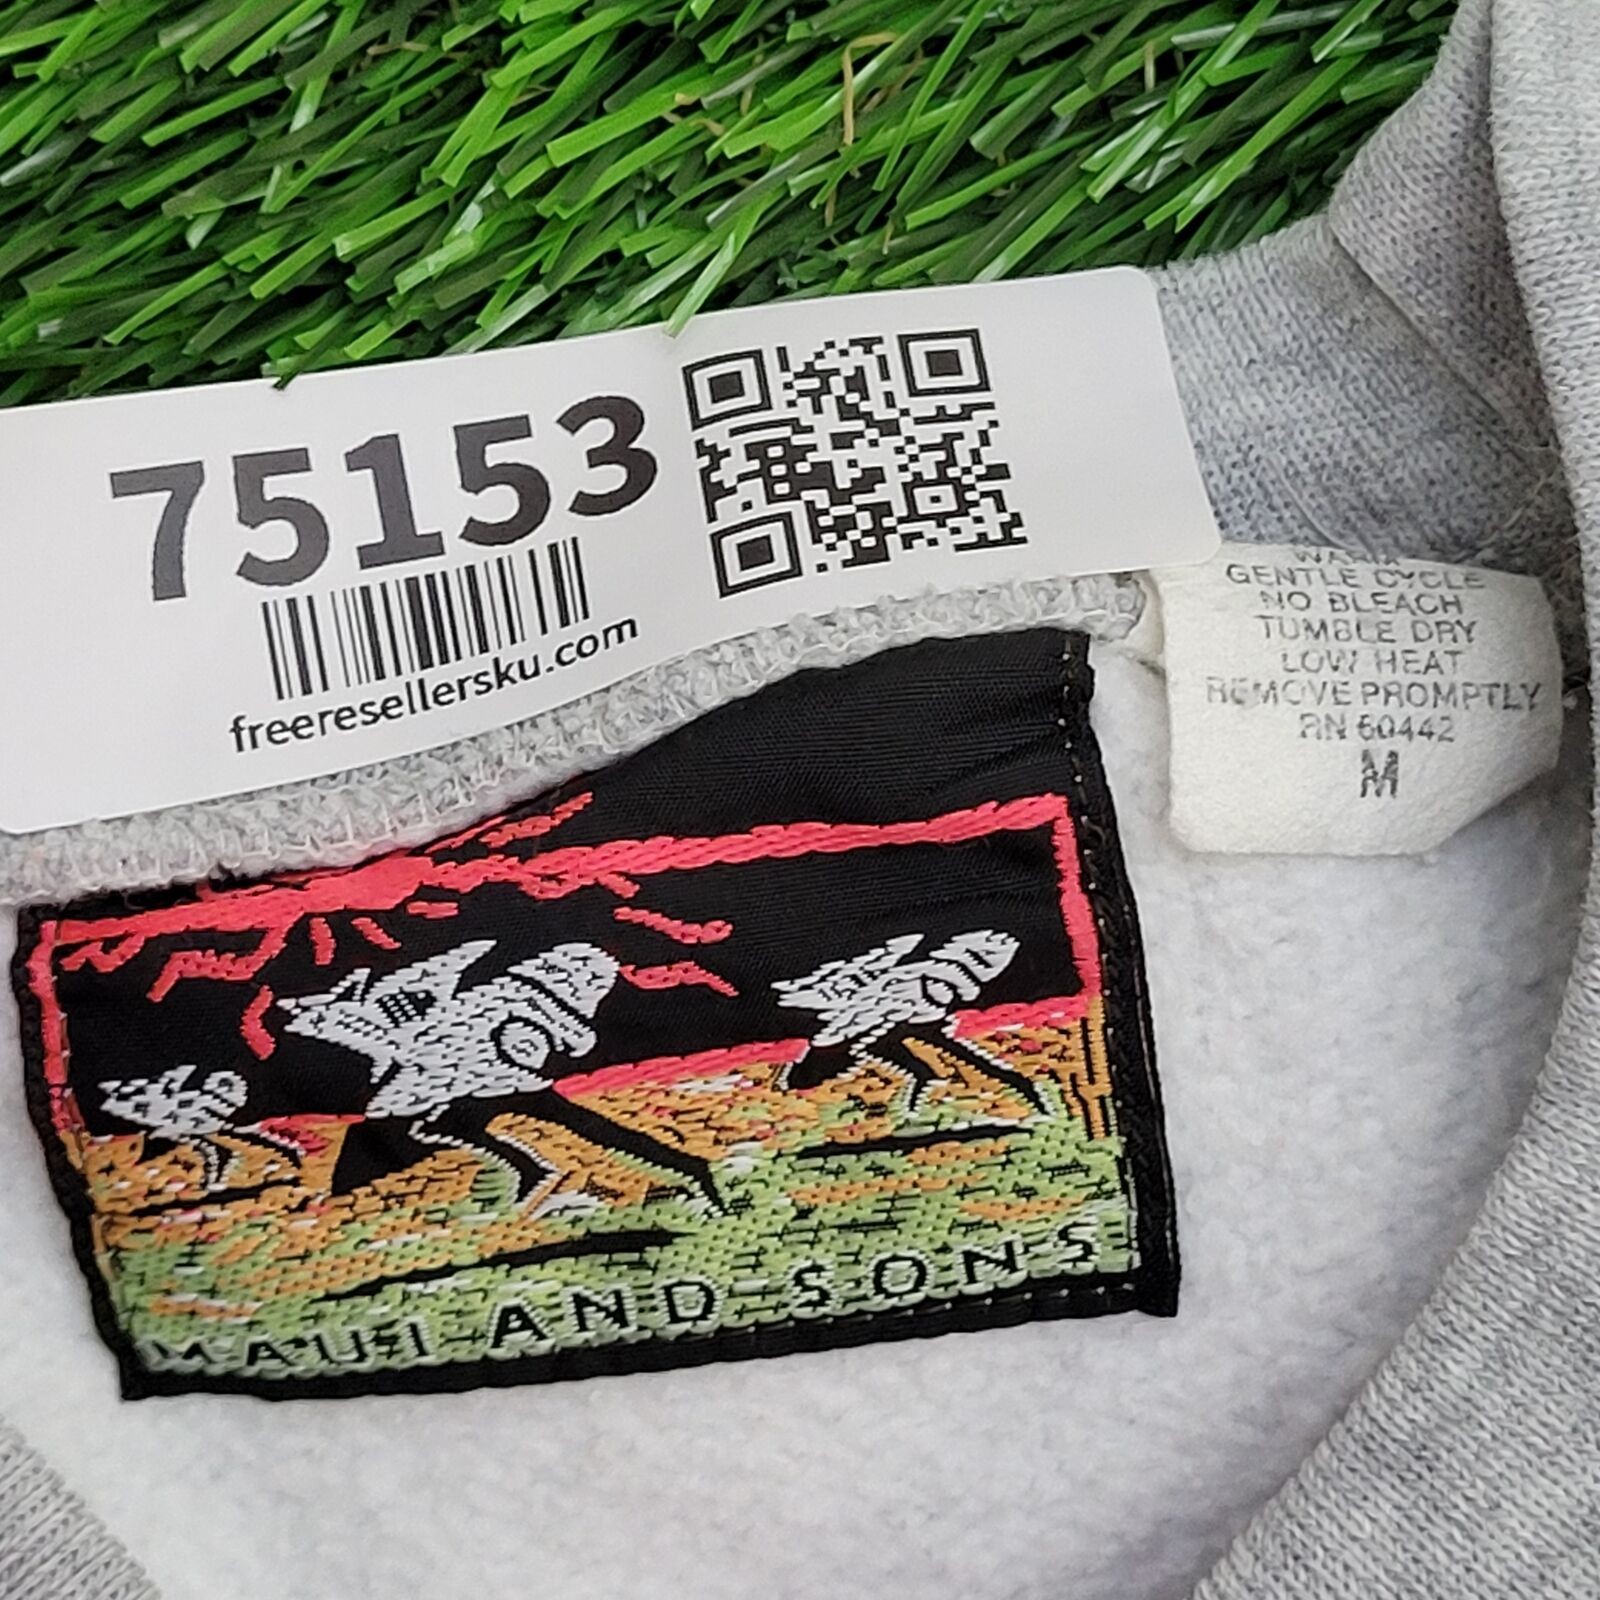 75153
freeresellersku.com
GENTLE CYCLE
NO BLEACH
TUMBLE DRY
LOW HEAT
REMOVE PROMPTLY
RN 60442
M
MAUI AND SONS